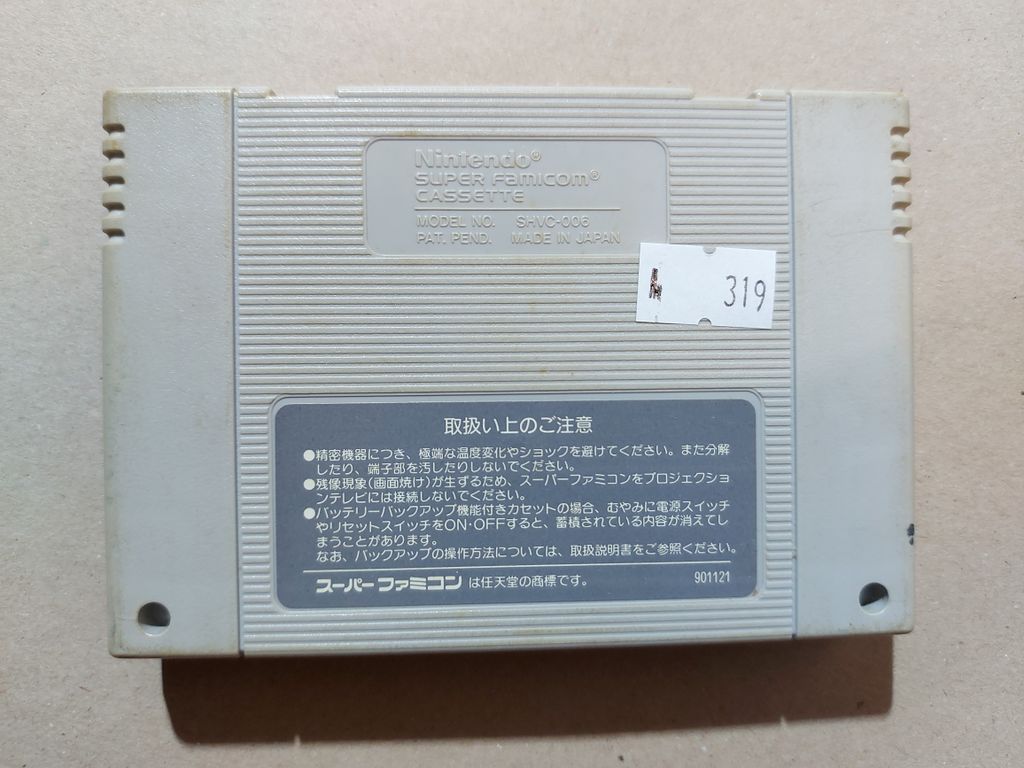 Nintendo®
SUPER Famicom®
CASSETTE
MODEL NO. SHVC-006
PAT. PEND. MADE IN JAPAN
319
取扱い上のご注意
●精密機器につき、極端な温度変化やショックを避けてください。また分解
したり、端子部を汚したりしないでください。
●残像現象(画面焼け)が生ずるため、スーパーファミコンをプロジェクショ
ンテレビには接続しないでください。
●バッテリーバックアップ機能付きカセットの場合、むやみに電源スイッチ
やリセットスイッチをON・OFFすると、蓄積されている内容が消えてし
まうことがあります。
なお、バックアップの操作方法については、取扱説明書をご参照ください。
スーパーファミコン は任天堂の商標です。 901121